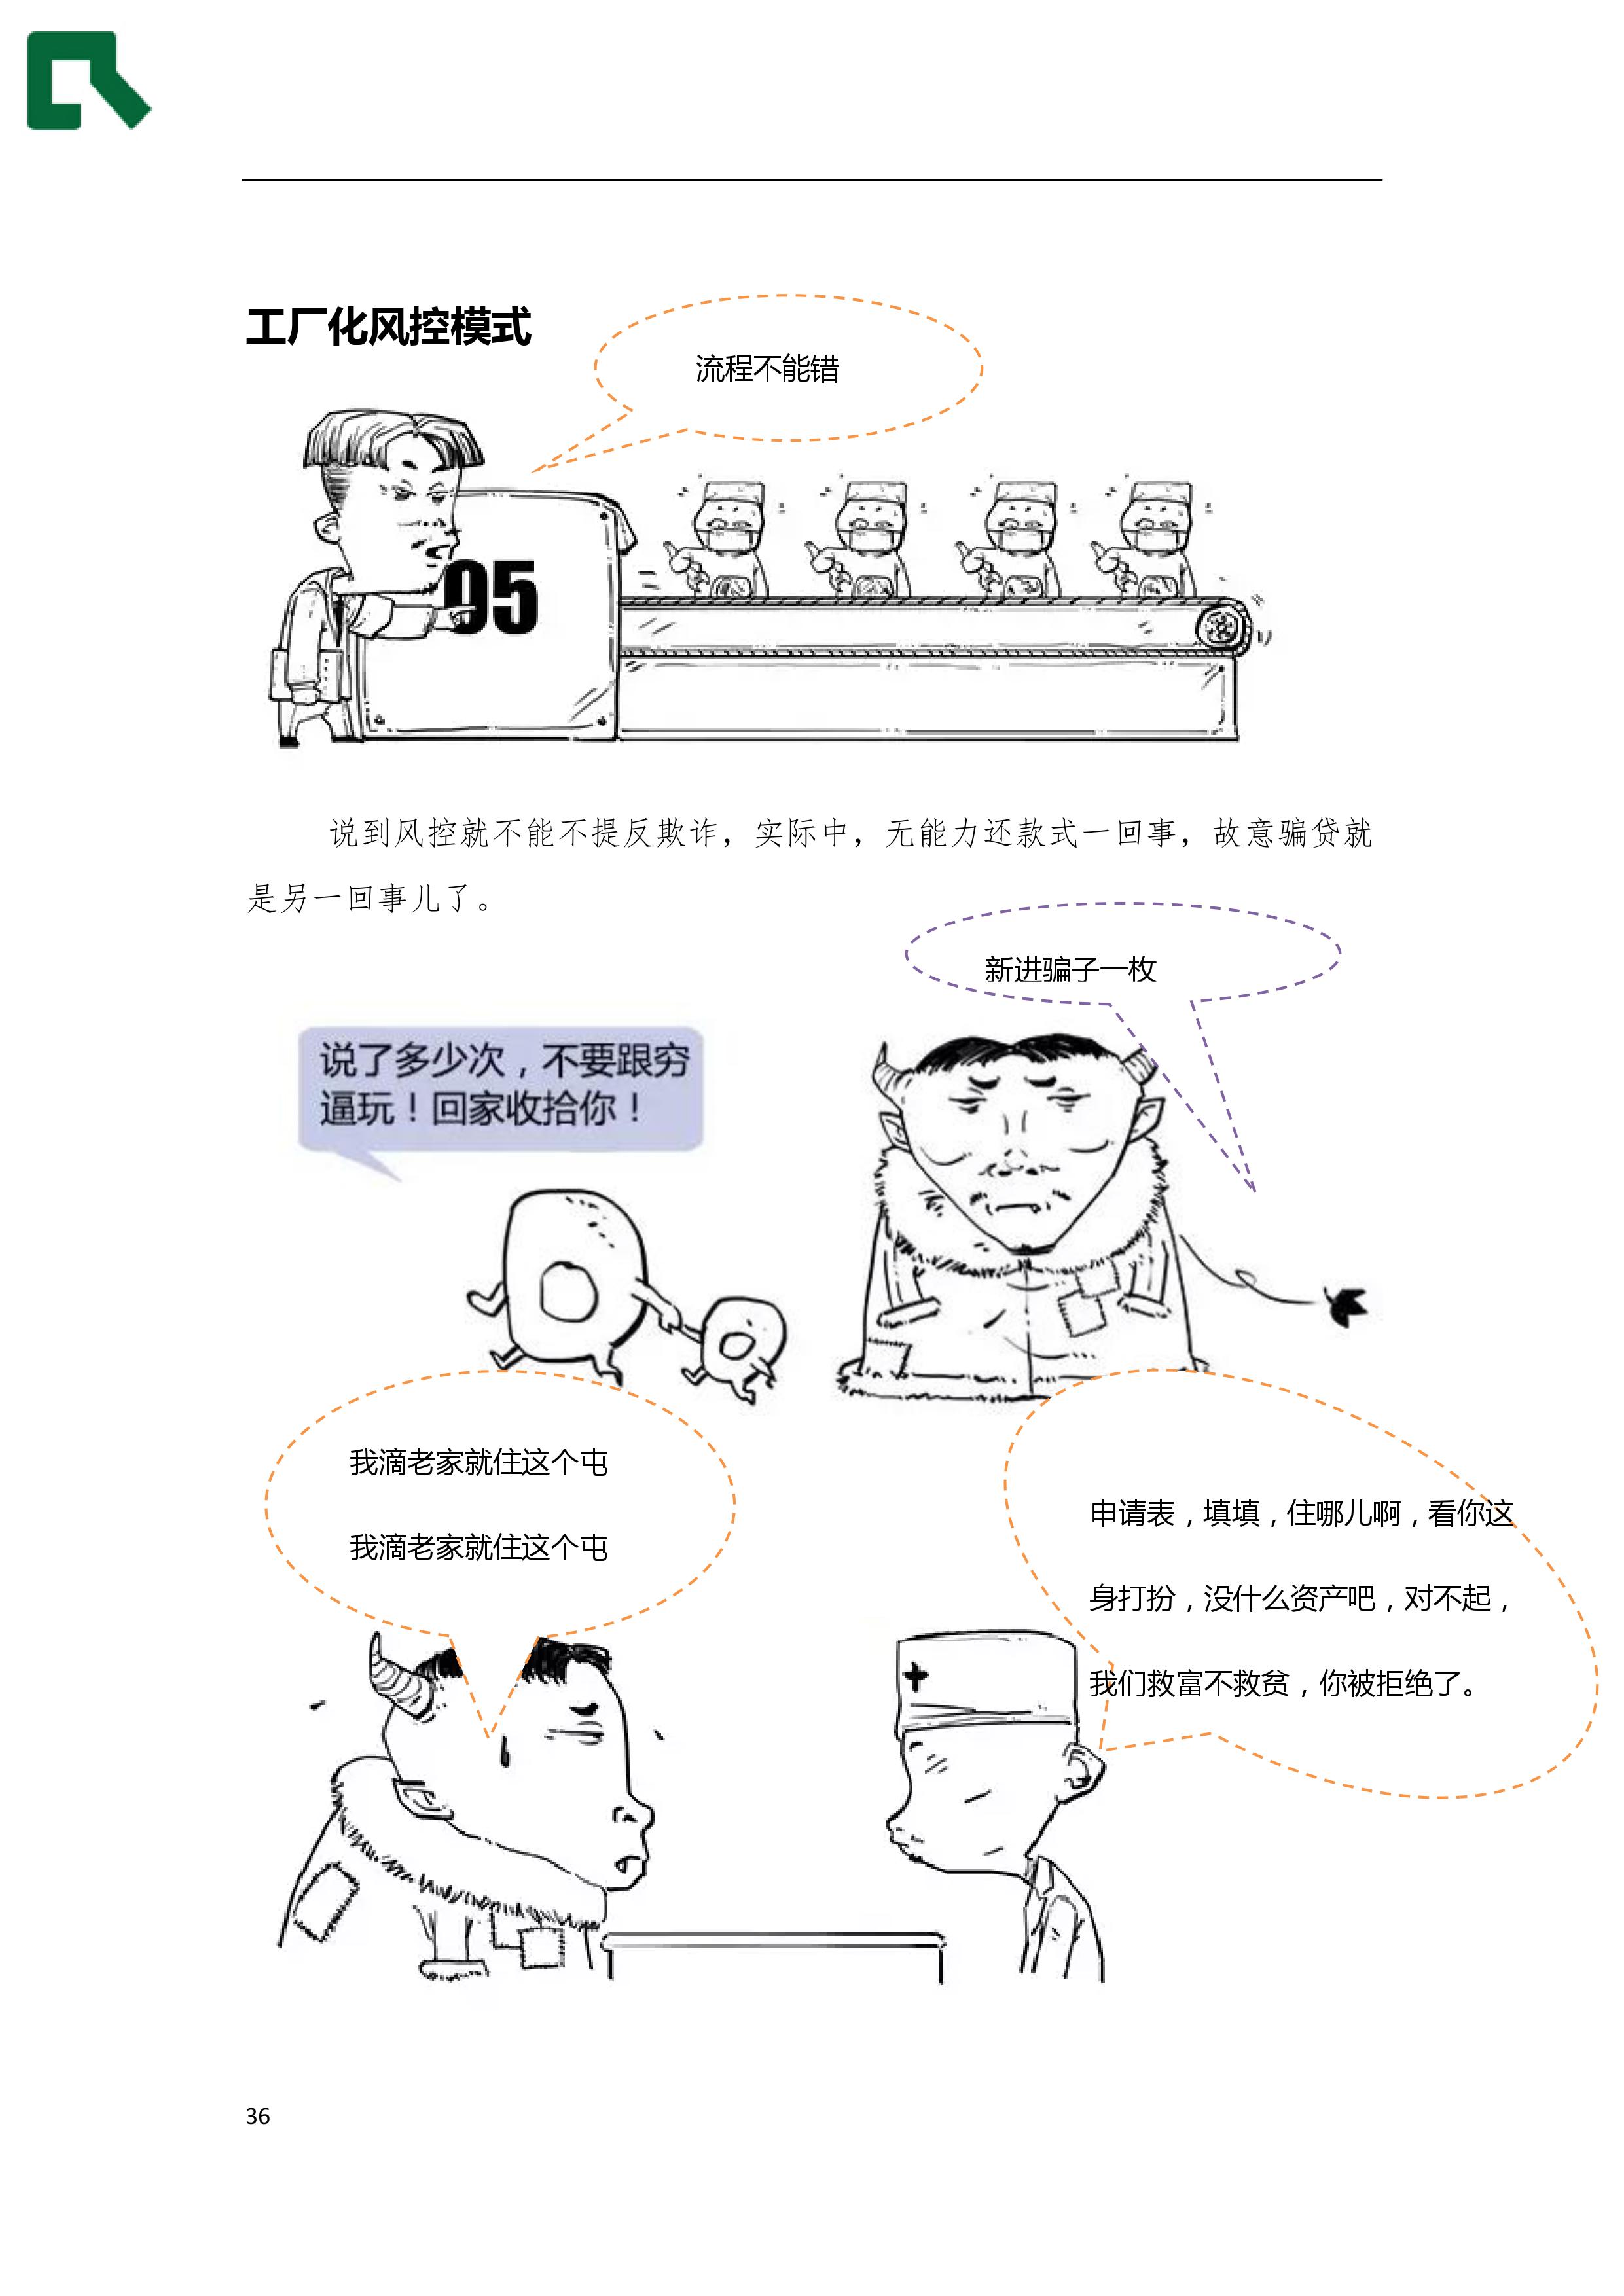 工厂化风控模式
流程不能错
05
说到风控就不能不提反欺诈，实际中，无能力还款式一回事，故意骗贷就
是另一回事儿了。
新进骗子一枚
说了多少次，不要跟穷
逼玩！回家收拾你！
我滴老家就住这个屯
我滴老家就住这个屯
申请表，填填，住哪儿啊，看你这
身打扮，没什么资产吧，对不起，
我们救富不救贫，你被拒绝了。
36